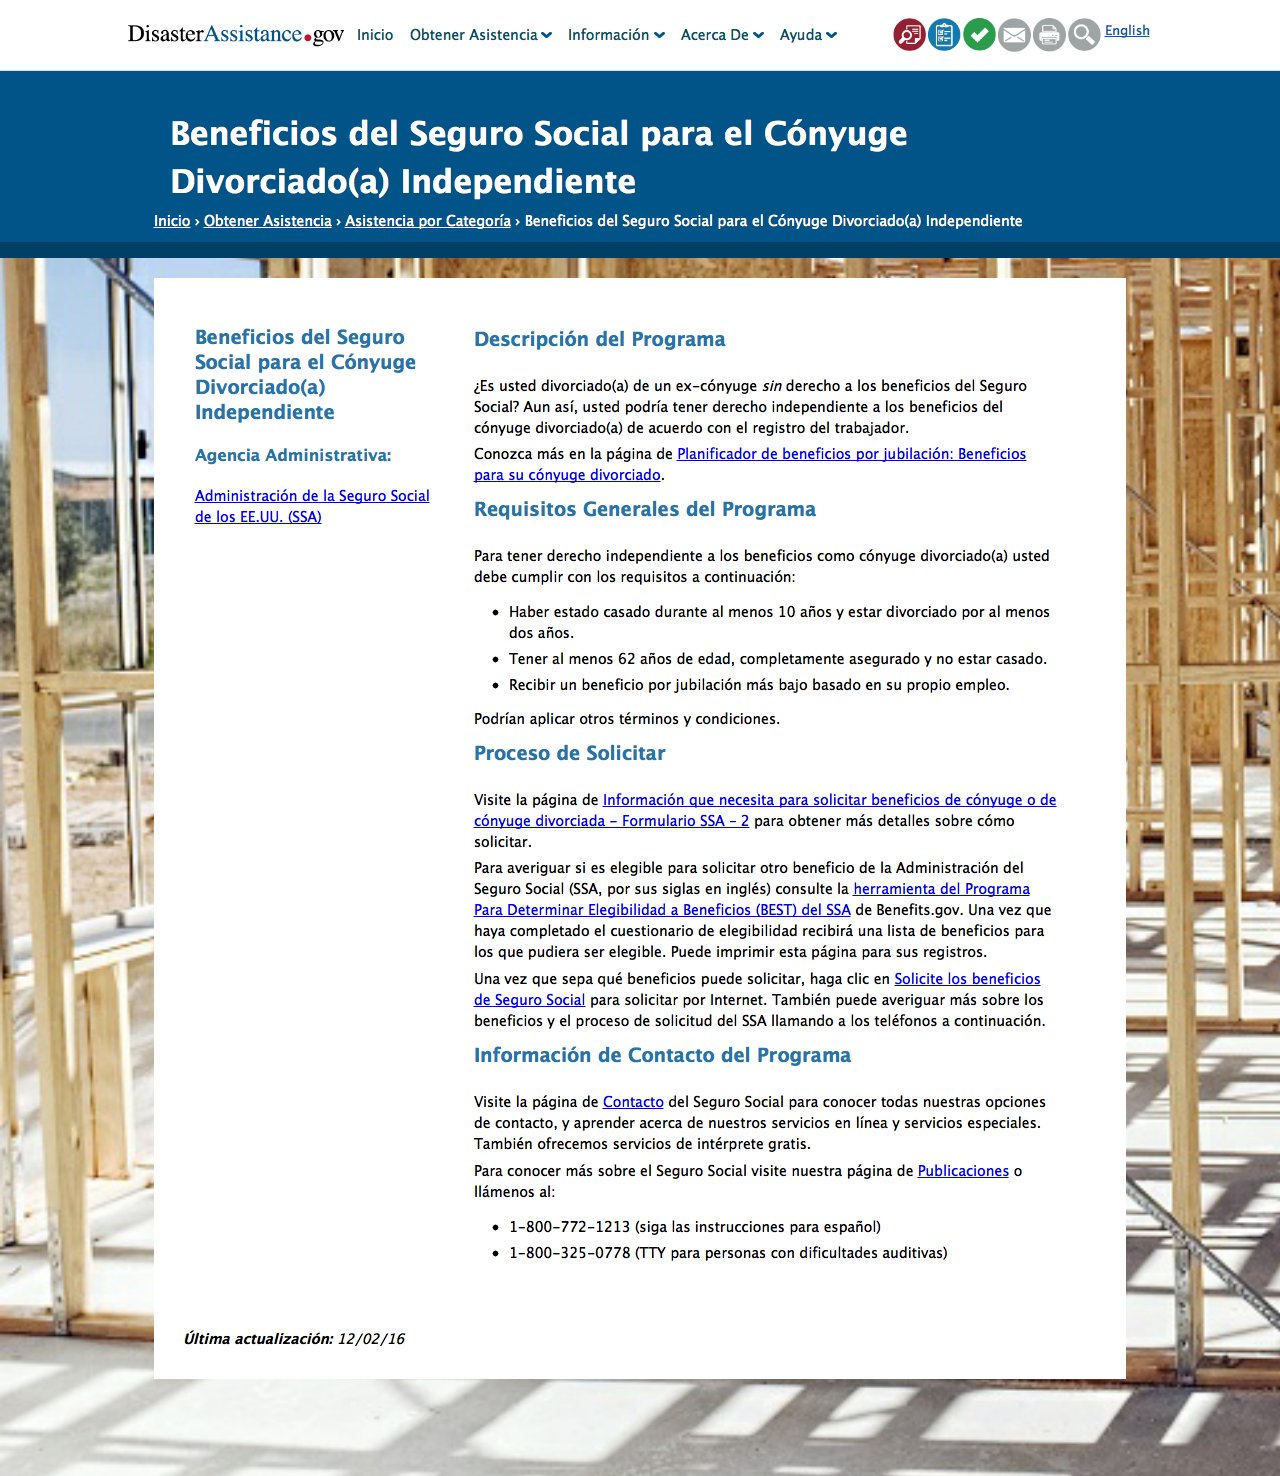 DisasterAssistance.gov Inicio Obtener Asistencia Información Acerca De Ayuda English
Beneficios del Seguro Social para el Cónyuge
Divorciado(a) Independiente
Inicio › Obtener Asistencia › Asistencia por Categoría › Beneficios del Seguro Social para el Cónyuge Divorciado(a) Independiente
Beneficios del Seguro
Social para el Cónyuge
Divorciado(a)
Independiente
Agencia Administrativa:
Administración de la Seguro Social
de los EE.UU. (SSA)
Descripción del Programa
¿Es usted divorciado(a) de un ex-cónyuge sin derecho a los beneficios del Seguro
Social? Aun así, usted podría tener derecho independiente a los beneficios del
cónyuge divorciado(a) de acuerdo con el registro del trabajador.
Conozca más en la página de Planificador de beneficios por jubilación: Beneficios
para su cónyuge divorciado.
Requisitos Generales del Programa
Para tener derecho independiente a los beneficios como cónyuge divorciado(a) usted
debe cumplir con los requisitos a continuación:
• Haber estado casado durante al menos 10 años y estar divorciado por al menos
dos años.
• Tener al menos 62 años de edad, completamente asegurado y no estar casado.
• Recibir un beneficio por jubilación más bajo basado en su propio empleo.
Podrían aplicar otros términos y condiciones.
Proceso de Solicitar
Visite la página de Información que necesita para solicitar beneficios de cónyuge o de
cónyuge divorciada - Formulario SSA - 2 para obtener más detalles sobre cómo
solicitar.
Para averiguar si es elegible para solicitar otro beneficio de la Administración del
Seguro Social (SSA, por sus siglas en inglés) consulte la herramienta del Programa
Para Determinar Elegibilidad a Beneficios (BEST) del SSA de Benefits.gov. Una vez que
haya completado el cuestionario de elegibilidad recibirá una lista de beneficios para
los que pudiera ser elegible. Puede imprimir esta página para sus registros.
Una vez que sepa qué beneficios puede solicitar, haga clic en Solicite los beneficios
de Seguro Social para solicitar por Internet. También puede averiguar más sobre los
beneficios y el proceso de solicitud del SSA llamando a los teléfonos a continuación.
Información de Contacto del Programa
Visite la página de Contacto del Seguro Social para conocer todas nuestras opciones
de contacto, y aprender acerca de nuestros servicios en línea y servicios especiales.
También ofrecemos servicios de intérprete gratis.
Para conocer más sobre el Seguro Social visite nuestra página de Publicaciones o
llámenos al:
• 1-800-772-1213 (siga las instrucciones para español)
• 1-800-325-0778 (TTY para personas con dificultades auditivas)
Última actualización: 12/02/16